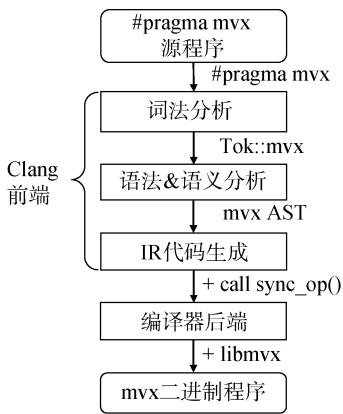 #pragma mvx
源程序
#pragma mvx
词法分析
Tok::mvx
Clang
前端
语法&语义分析
mvx AST
IR代码生成
+ call sync_op()
编译器后端
+ libmvx
mvx二进制程序